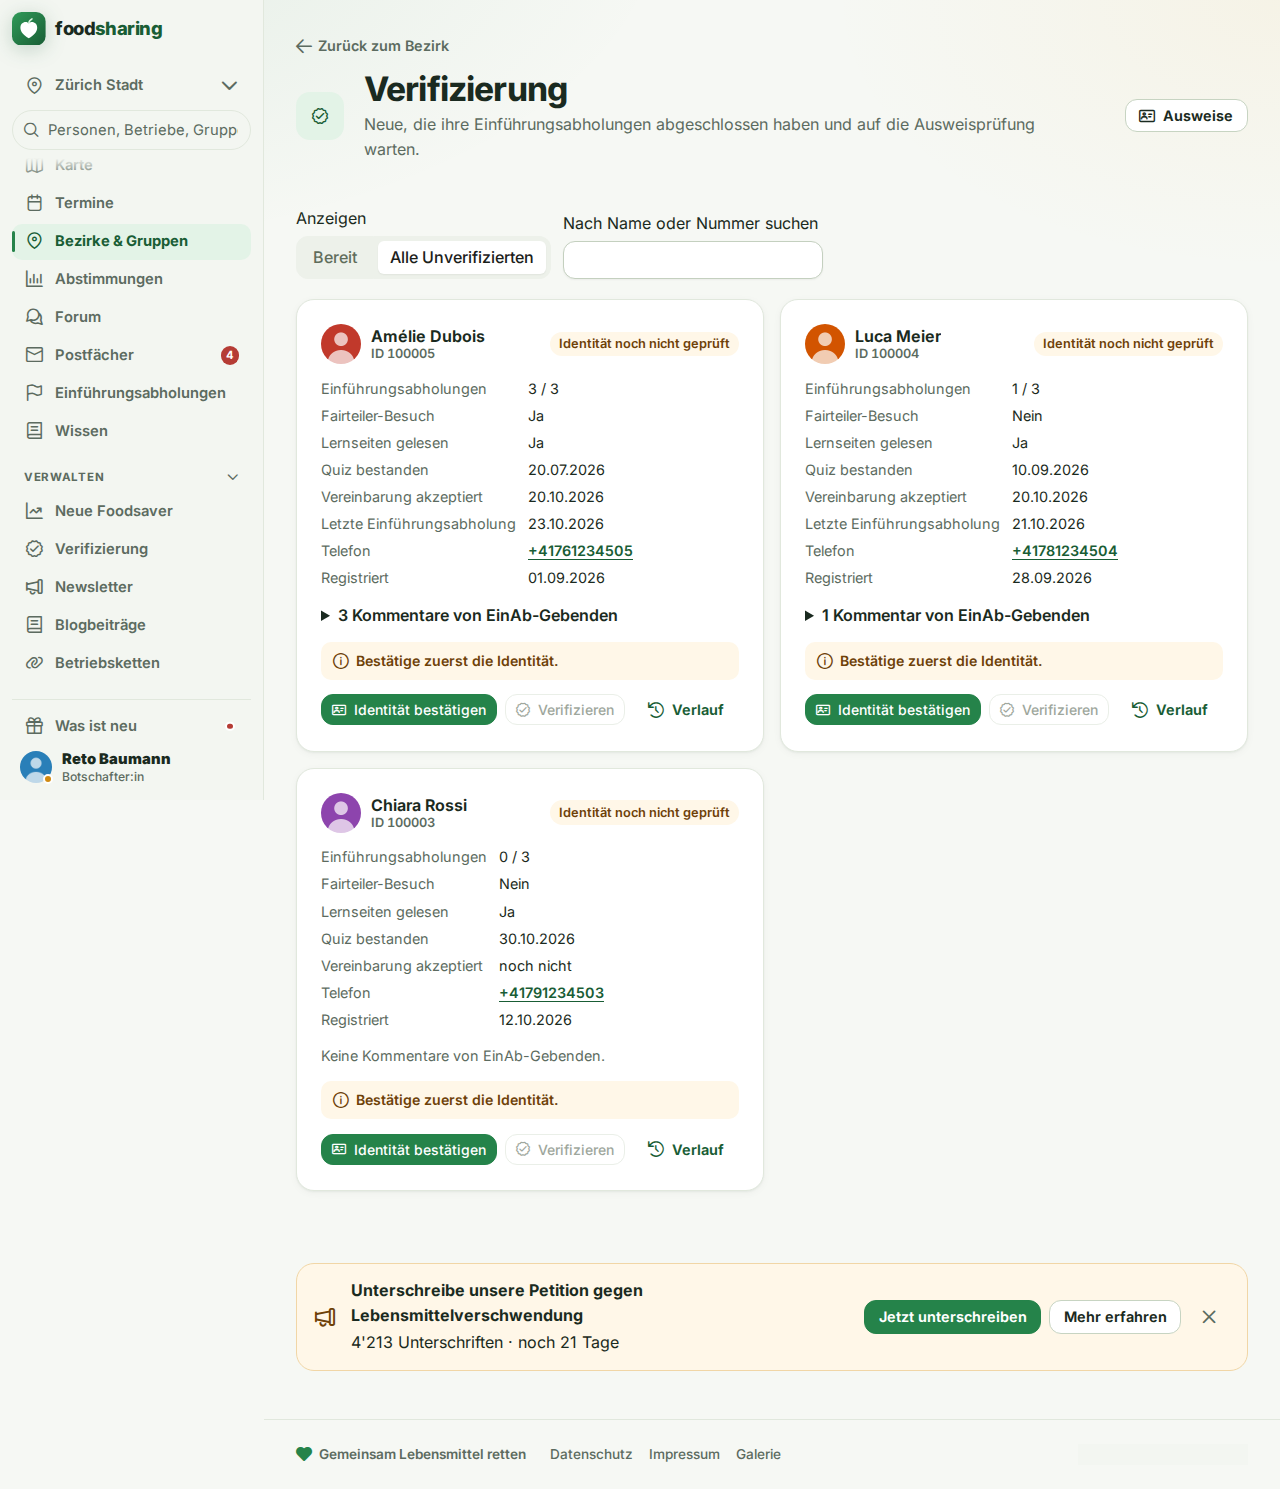 foodsharing
Zürich Stadt
Personen, Betriebe, Grupp
Karte
Termine
Bezirke & Gruppen
Abstimmungen
Forum
Postfächer 4
Einführungsabholungen
Wissen
VERWALTEN
Neue Foodsaver
Verifizierung
Newsletter
Blogbeiträge
Betriebsketten
Was ist neu
Reto Baumann
Botschafter:in
Zurück zum Bezirk
Verifizierung
Neue, die ihre Einführungsabholungen abgeschlossen haben und auf die Ausweisprüfung
warten.
Ausweise
Anzeigen
Bereit Alle Unverifizierten
Nach Name oder Nummer suchen
Amélie Dubois
ID 100005
Identität noch nicht geprüft
Einführungsabholungen 3 / 3
Fairteiler-Besuch Ja
Lernseiten gelesen Ja
Quiz bestanden 20.07.2026
Vereinbarung akzeptiert 20.10.2026
Letzte Einführungsabholung 23.10.2026
Telefon +41761234505
Registriert 01.09.2026
3 Kommentare von EinAb-Gebenden
Bestätige zuerst die Identität.
Identität bestätigen Verifizieren Verlauf
Luca Meier
ID 100004
Identität noch nicht geprüft
Einführungsabholungen 1 / 3
Fairteiler-Besuch Nein
Lernseiten gelesen Ja
Quiz bestanden 10.09.2026
Vereinbarung akzeptiert 20.10.2026
Letzte Einführungsabholung 21.10.2026
Telefon +41781234504
Registriert 28.09.2026
1 Kommentar von EinAb-Gebenden
Bestätige zuerst die Identität.
Identität bestätigen Verifizieren Verlauf
Chiara Rossi
ID 100003
Identität noch nicht geprüft
Einführungsabholungen 0 / 3
Fairteiler-Besuch Nein
Lernseiten gelesen Ja
Quiz bestanden 30.10.2026
Vereinbarung akzeptiert noch nicht
Telefon +41791234503
Registriert 12.10.2026
Keine Kommentare von EinAb-Gebenden.
Bestätige zuerst die Identität.
Identität bestätigen Verifizieren Verlauf
Unterschreibe unsere Petition gegen
Lebensmittelverschwendung
4'213 Unterschriften · noch 21 Tage
Jetzt unterschreiben Mehr erfahren
Gemeinsam Lebensmittel retten Datenschutz Impressum Galerie